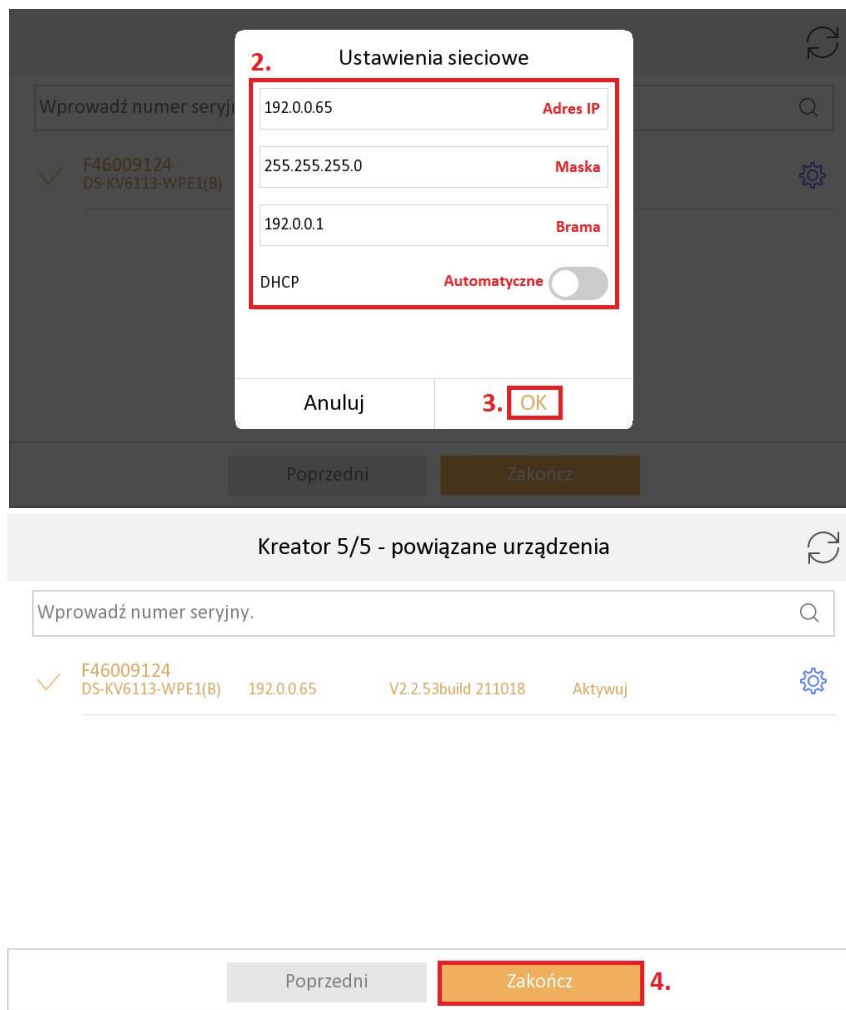 2. Ustawienia sieciowe
Wprowadź numer seryj
192.0.0.65 Adres IP
F46009124
DS-KV6113-WPE1(B)
255.255.255.0 Maska
192.0.0.1 Brama
DHCP Automatyczne
Anuluj 3. OK
Poprzedni Zakończ
Kreator 5/5 - powiązane urządzenia
Wprowadź numer seryjny.
F46009124
DS-KV6113-WPE1(B) 192.0.0.65 V2.2.53build 211018 Aktywuj
Poprzedni Zakończ 4.